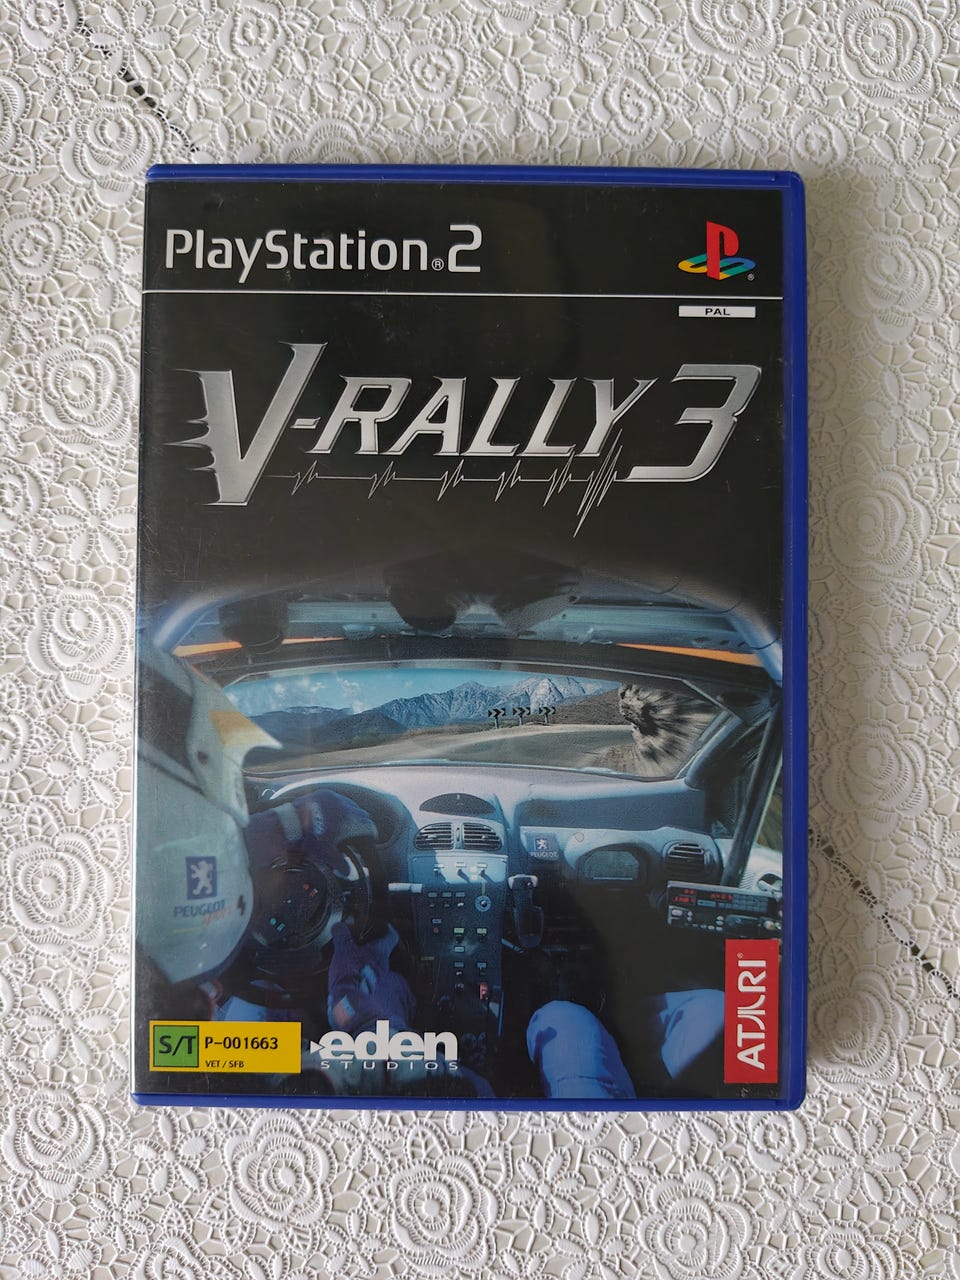 PlayStation®2
PAL
V-RALLY 3
PEUGEOT
PEUGEOT
S/T P-001663
VET / SFB
eden
STUDIOS
ATARI